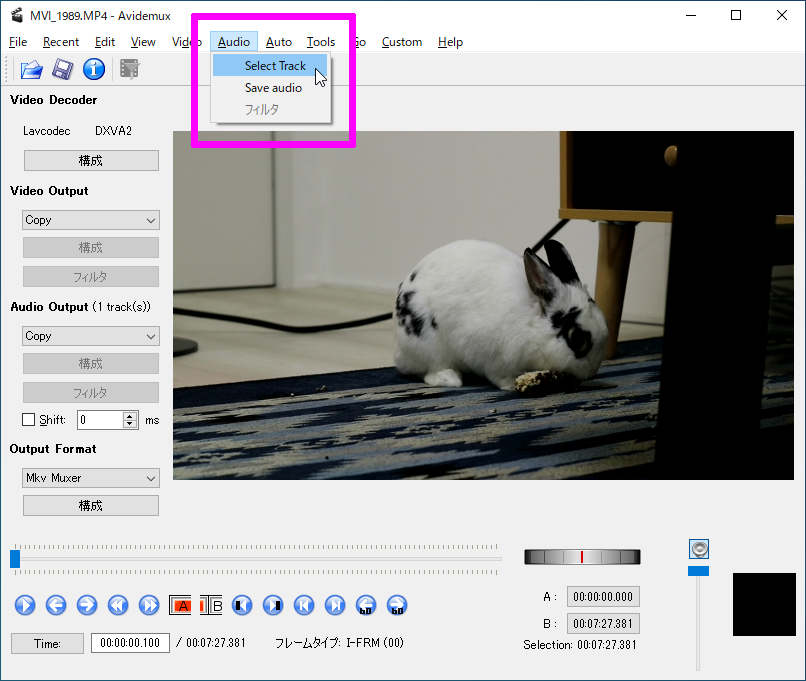 MVI_1989.MP4 - Avidemux
File Recent Edit View Video Audio Auto Tools Go Custom Help
Select Track
Save audio
フィルタ
Video Decoder
Lavcodec DXVA2
構成
Video Output
Copy
構成
フィルタ
Audio Output (1 track(s))
Copy
構成
フィルタ
Shift: 0 ms
Output Format
Mkv Muxer
構成
A B 60 60
A : 00:00:00.000
B : 00:07:27.381
Time: 00:00:00.100 / 00:07:27.381 フレームタイプ: I-FRM (00)
Selection: 00:07:27.381